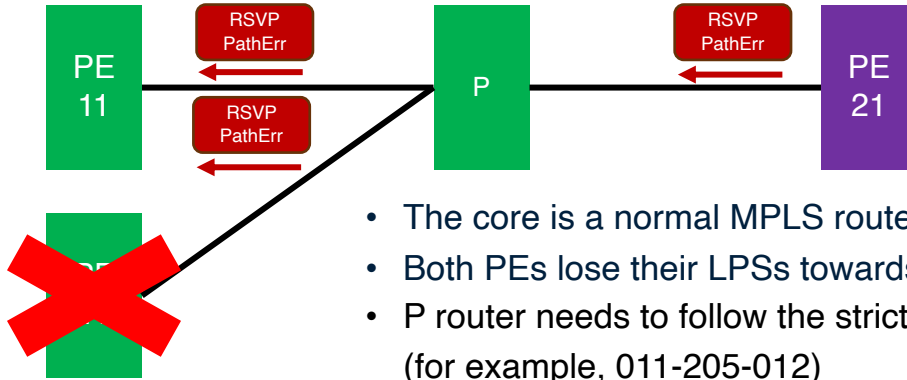 RSVP
PathErr
RSVP
PathErr
PE
11
P
PE
21
RSVP
PathErr
• The core is a normal MPLS route
• Both PEs lose their LPSs towards
• P router needs to follow the strict
(for example, 011-205-012)